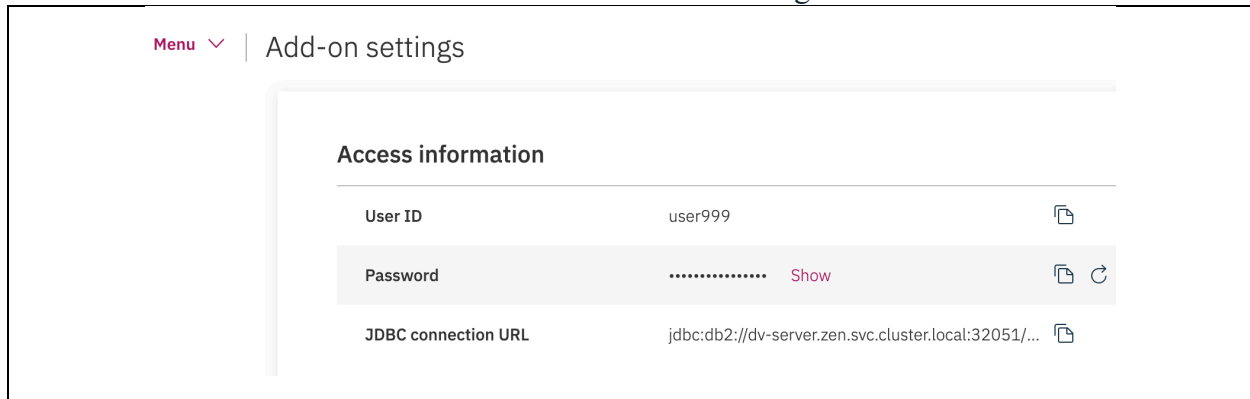 Menu Add-on settings
Access information
User ID user999
Password •••••••••••••••• Show
JDBC connection URL jdbc:db2://dv-server.zen.svc.cluster.local:32051/...